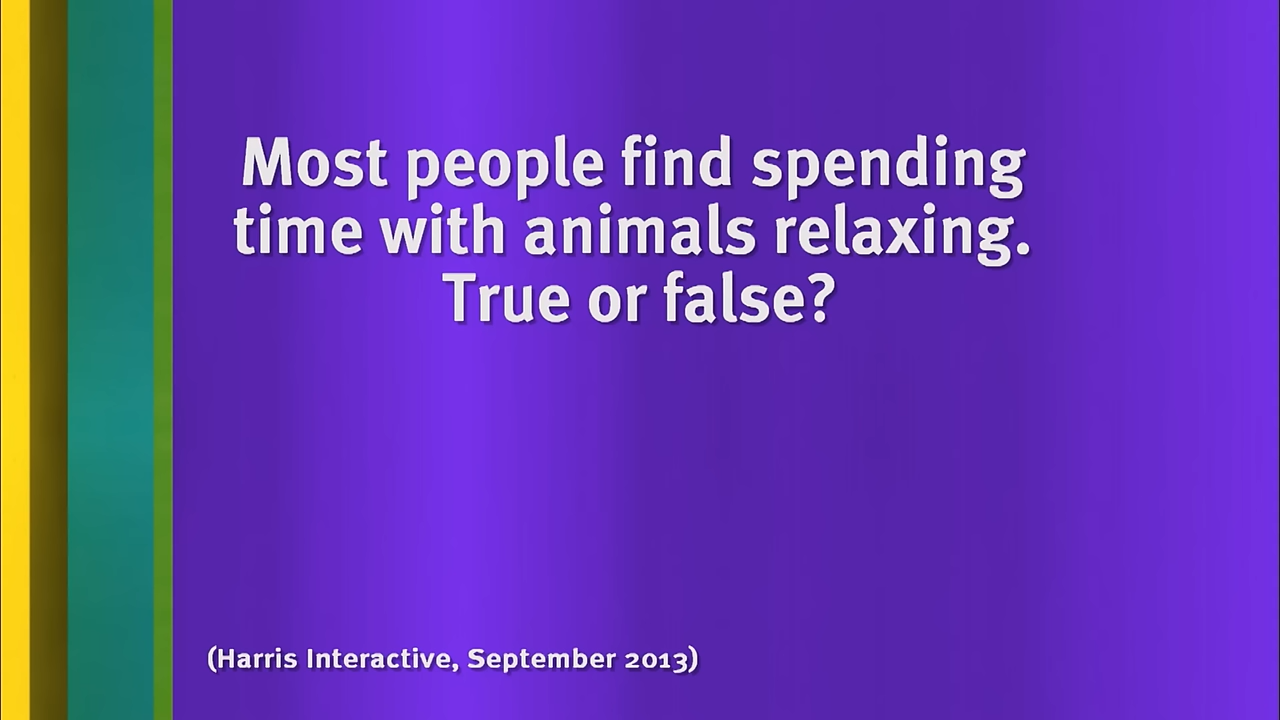 Most people find spending
time with animals relaxing.
True or false?
(Harris Interactive, September 2013)